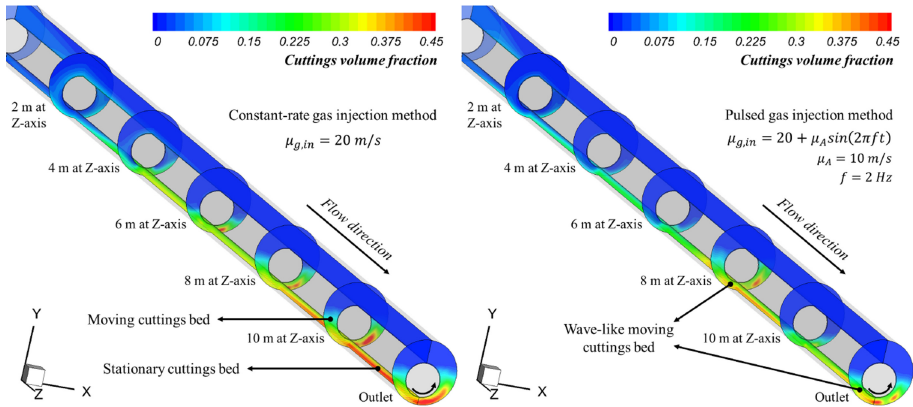 0 0.075 0.15 0.225 0.3 0.375 0.45
Cuttings volume fraction
Constant-rate gas injection method
μg,in = 20 m/s
2 m at
Z-axis
4 m at Z-axis
6 m at Z-axis
8 m at Z-axis
10 m at Z-axis
Flow direction
Moving cuttings bed
Stationary cuttings bed
Outlet
Y
X
Z
0 0.075 0.15 0.225 0.3 0.375 0.45
Cuttings volume fraction
Pulsed gas injection method
μg,in = 20 + μAsin(2πft)
μA = 10 m/s
f = 2 Hz
2 m at
Z-axis
4 m at Z-axis
6 m at Z-axis
8 m at Z-axis
10 m at Z-axis
Flow direction
Wave-like moving
cuttings bed
Outlet
Y
X
Z